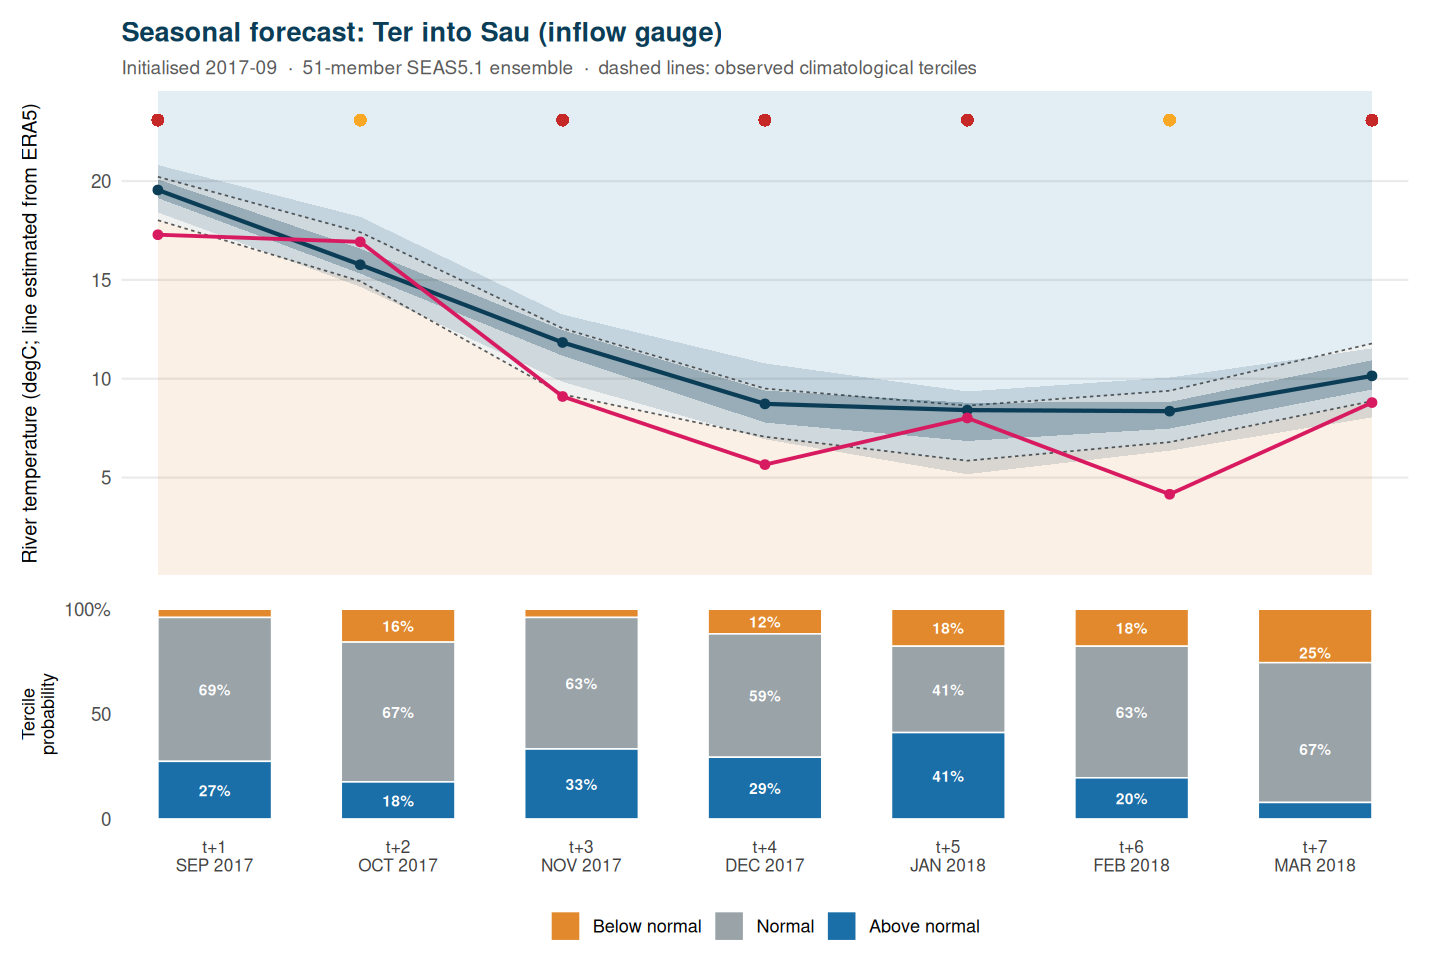 Seasonal forecast: Ter into Sau (inflow gauge)
Initialised 2017-09 · 51-member SEAS5.1 ensemble · dashed lines: observed climatological terciles
River temperature (degC; line estimated from ERA5)
20
15
10
5
Tercile
probability
100%
50
0
16%
12%
18%
18%
25%
69%
67%
63%
59%
41%
63%
67%
27%
18%
33%
29%
41%
20%
t+1
SEP 2017
t+2
OCT 2017
t+3
NOV 2017
t+4
DEC 2017
t+5
JAN 2018
t+6
FEB 2018
t+7
MAR 2018
Below normal
Normal
Above normal